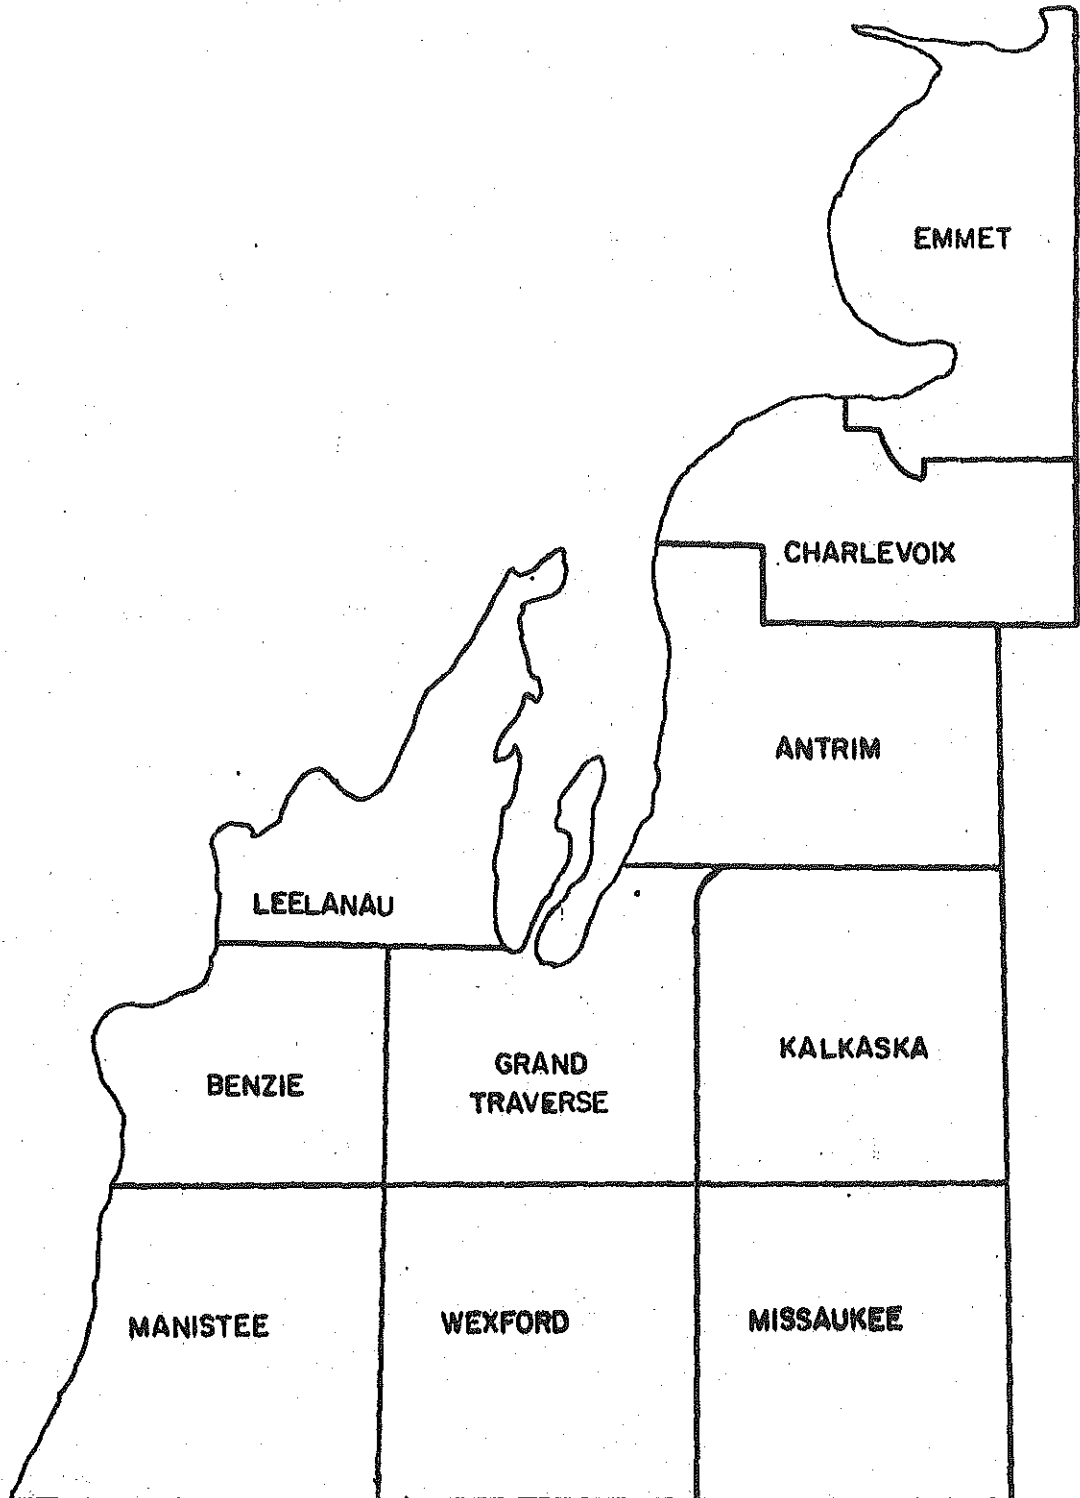 EMMET
CHARLEVOIX
ANTRIM
LEELANAU
KALKASKA
GRAND
TRAVERSE
BENZIE
MANISTEE
WEXFORD
MISSAUKEE